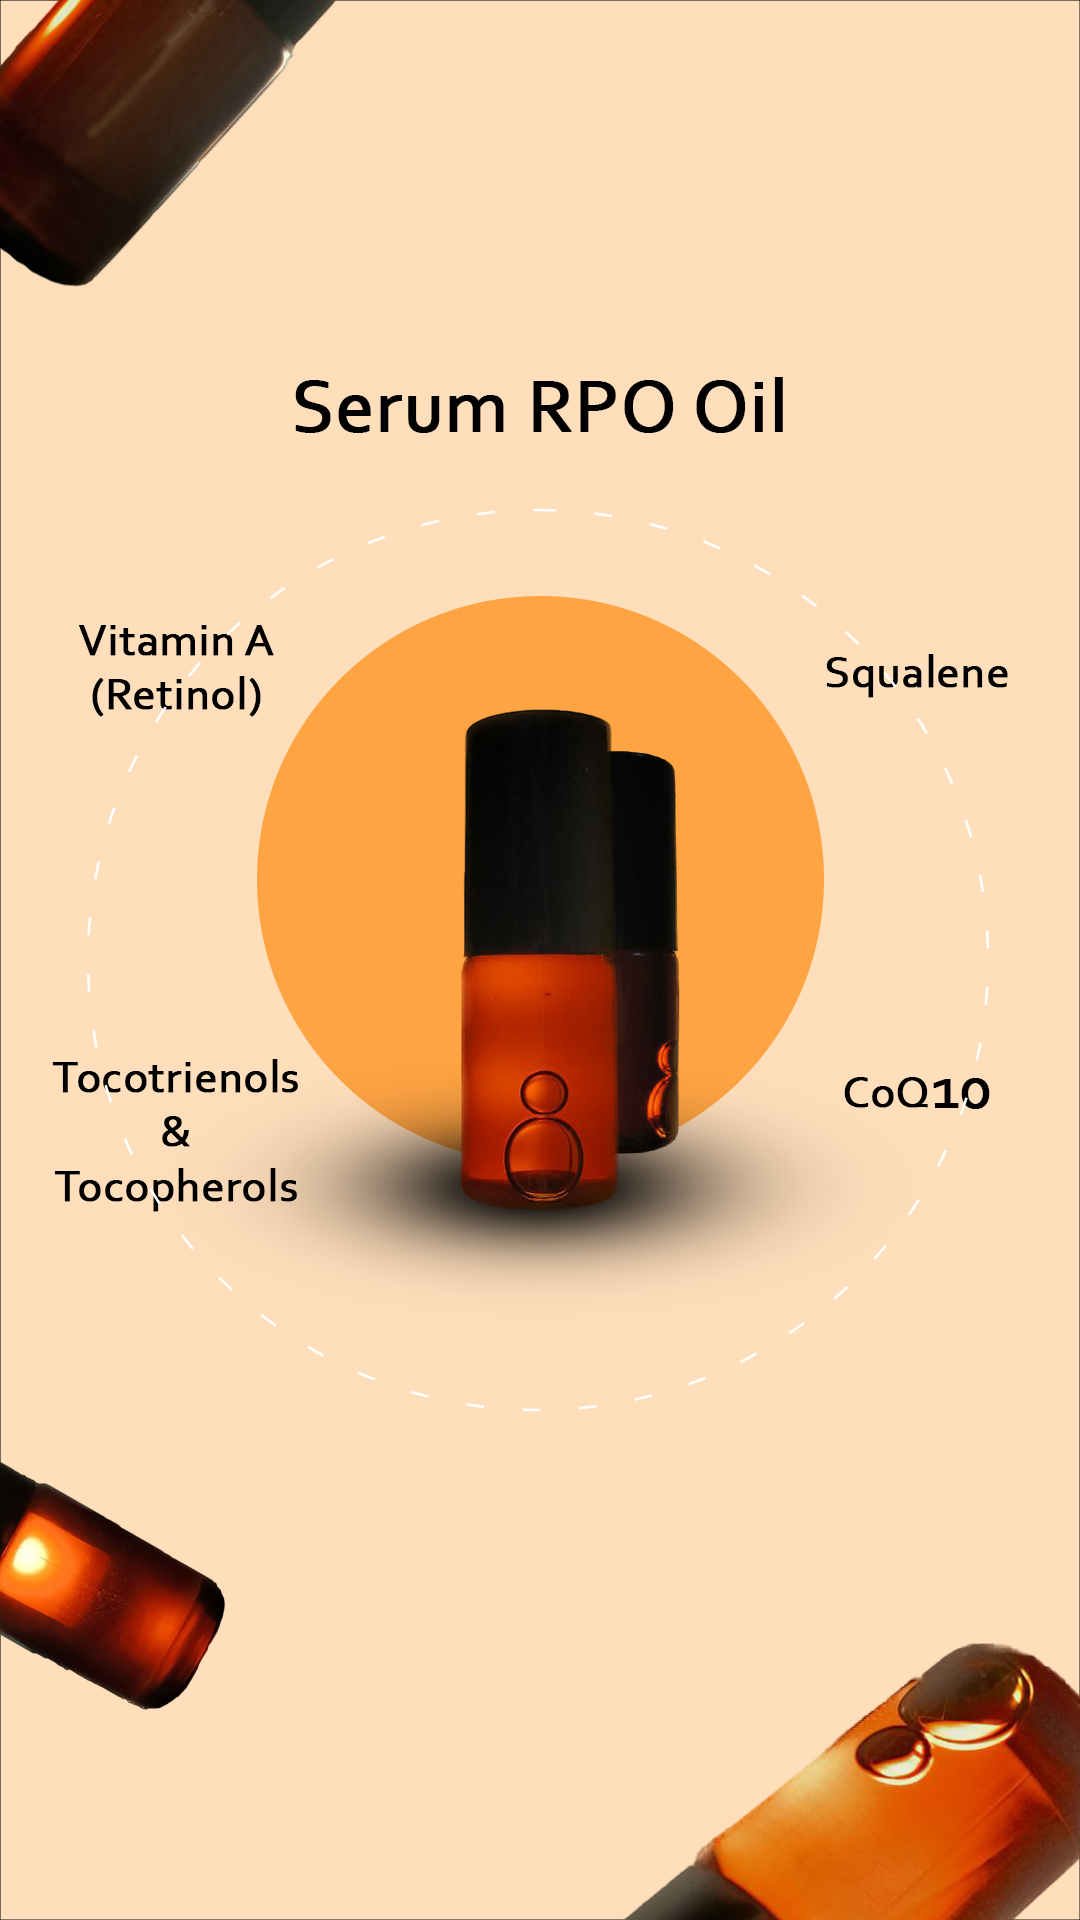 Serum RPO Oil
Vitamin A
(Retinol)
Squalene
Tocotrienols
&
Tocopherols
CoQ10